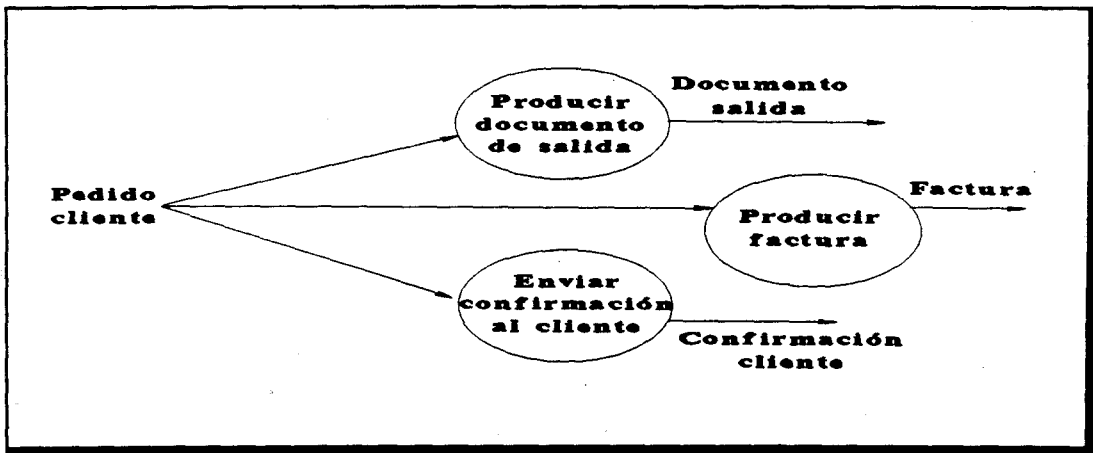 Pedido
cliente
Producir
documento
de salida
Documento
salida
Producir
factura
Factura
Enviar
confirmación
al cliente
Confirmación
cliente